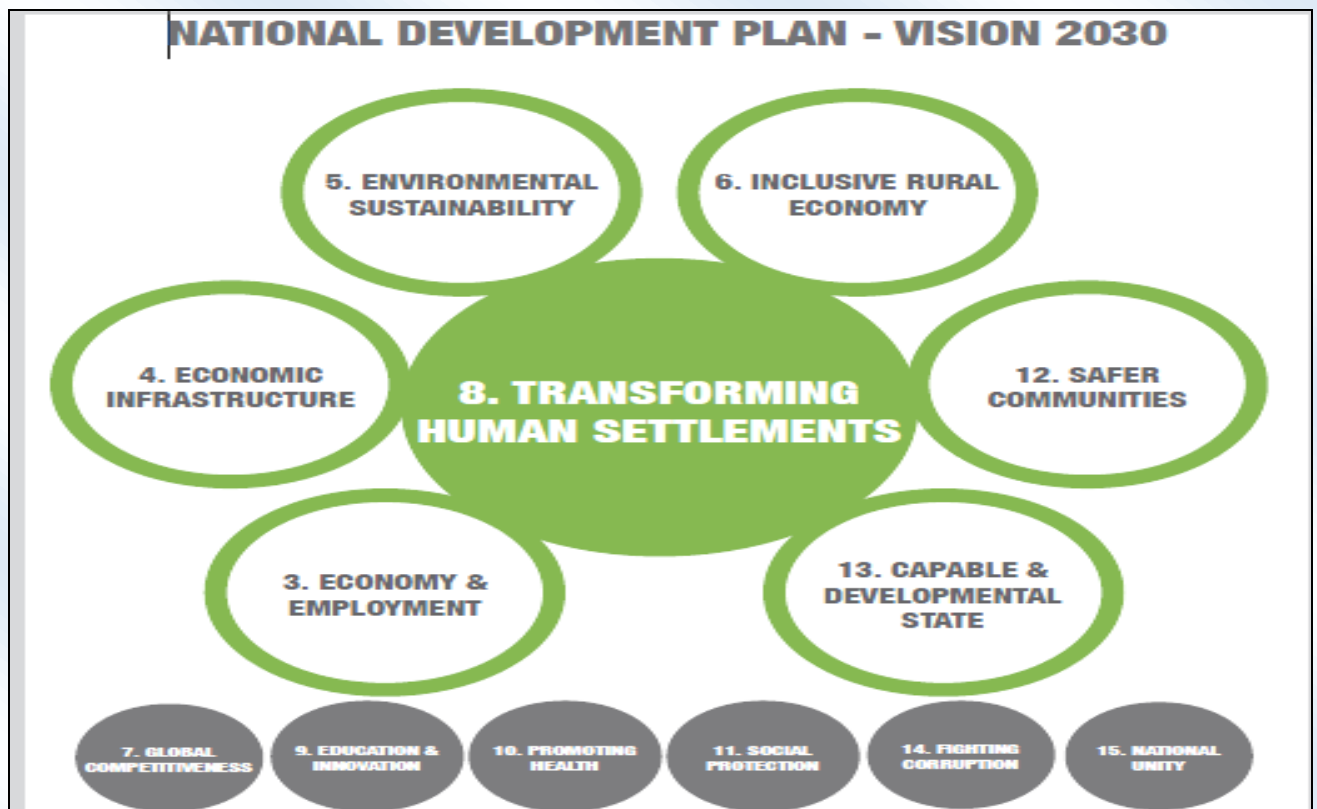 NATIONAL DEVELOPMENT PLAN - VISION 2030
5. ENVIRONMENTAL
SUSTAINABILITY
6. INCLUSIVE RURAL
ECONOMY
4. ECONOMIC
INFRASTRUCTURE
8. TRANSFORMING
HUMAN SETTLEMENTS
12. SAFER
COMMUNITIES
3. ECONOMY &
EMPLOYMENT
13. CAPABLE &
DEVELOPMENTAL
STATE
7. GLOBAL
COMPETITIVENESS
9. EDUCATION &
INNOVATION
10. PROMOTING
HEALTH
11. SOCIAL
PROTECTION
14. FIGHTING
CORRUPTION
15. NATIONAL
UNITY